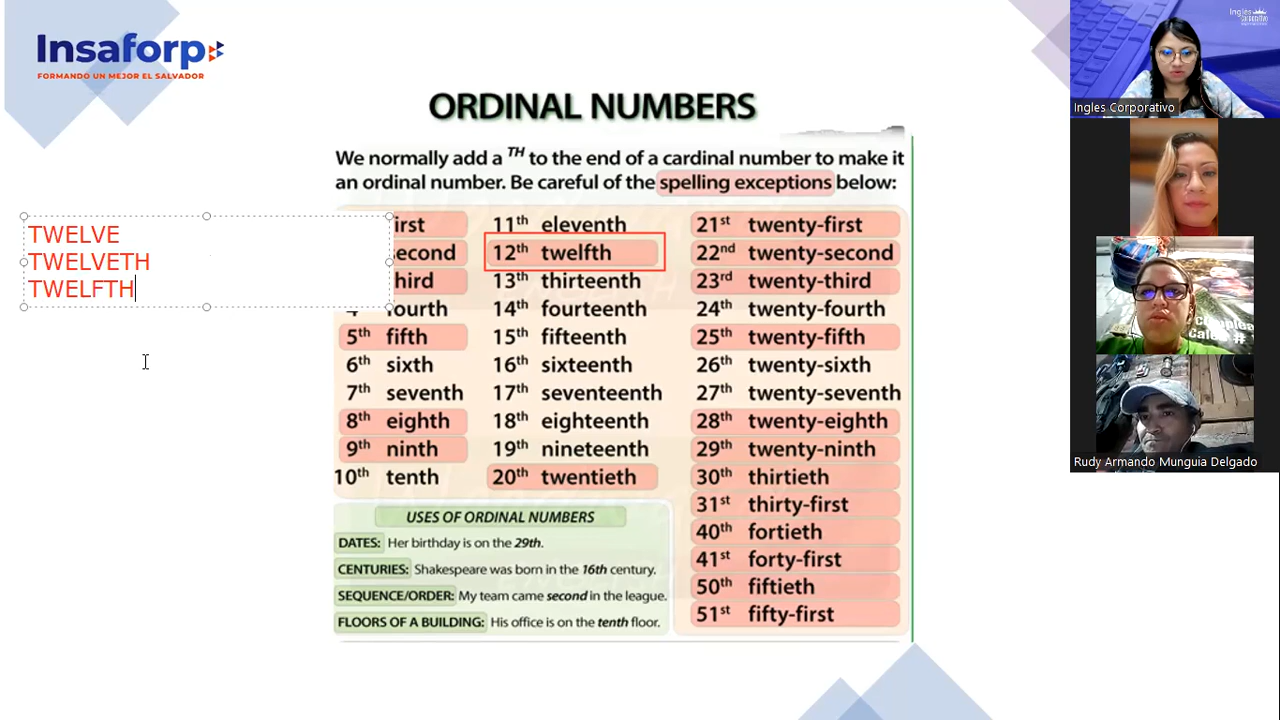 Insaforp
FORMANDO UN MEJOR EL SALVADOR
ORDINAL NUMBERS
We normally add a TH to the end of a cardinal number to make it
an ordinal number. Be careful of the spelling exceptions below:
TWELVE
TWELVETH
TWELFTH
irst
econd
hird
fourth
5th fifth
6th sixth
7th seventh
8th eighth
9th ninth
10th tenth
11th eleventh
12th twelfth
13th thirteenth
14th fourteenth
15th fifteenth
16th sixteenth
17th seventeenth
18th eighteenth
19th nineteenth
20th twentieth
21st twenty-first
22nd twenty-second
23rd twenty-third
24th twenty-fourth
25th twenty-fifth
26th twenty-sixth
27th twenty-seventh
28th twenty-eighth
29th twenty-ninth
30th thirtieth
31st thirty-first
40th fortieth
41st forty-first
50th fiftieth
51st fifty-first
USES OF ORDINAL NUMBERS
DATES: Her birthday is on the 29th.
CENTURIES: Shakespeare was born in the 16th century.
SEQUENCE/ORDER: My team came second in the league.
FLOORS OF A BUILDING: His office is on the tenth floor.
Ingles
Ingles Corporativo
Rudy Armando Munguia Delgado